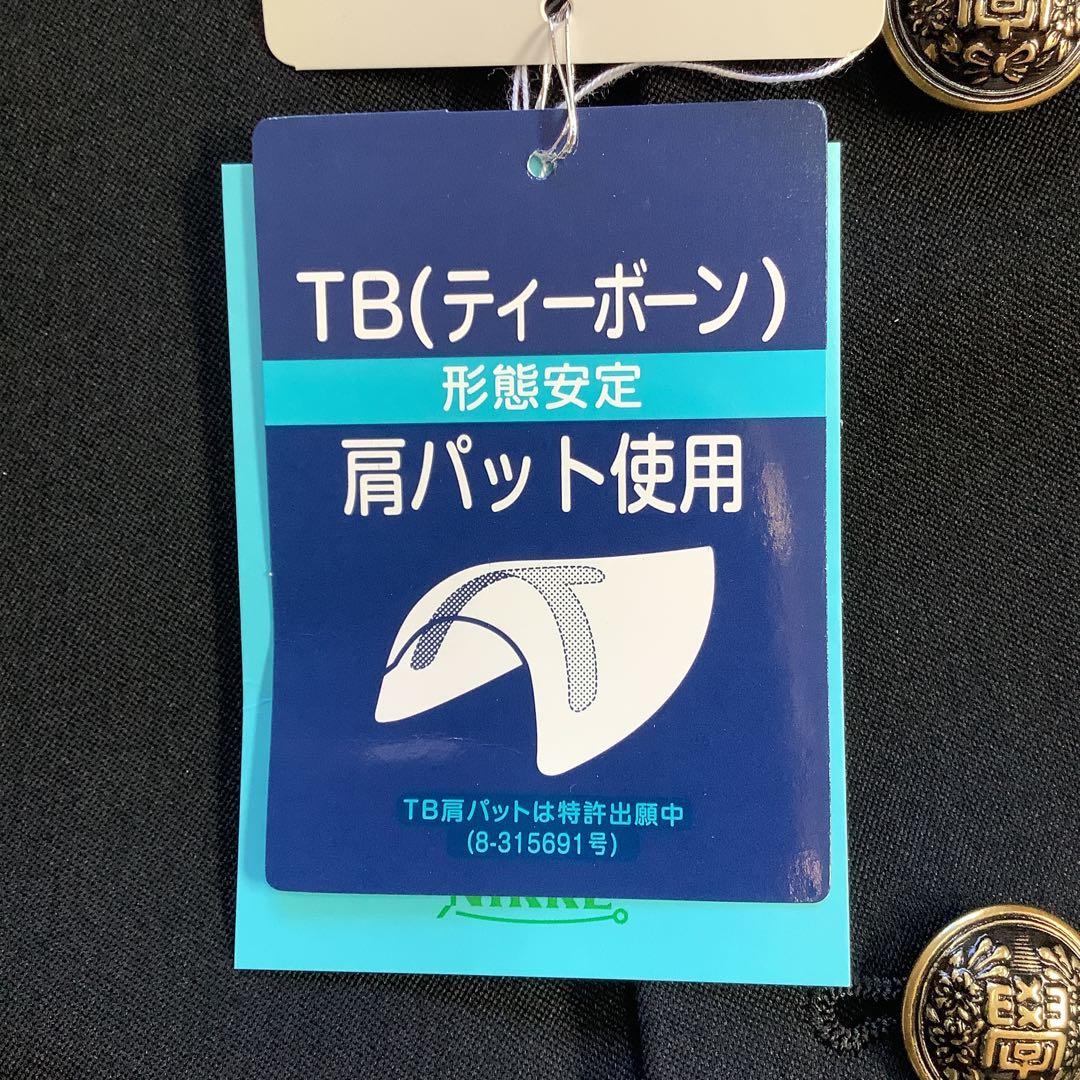 TB(ティーボーン)
形態安定
肩パット使用
TB肩パットは特許出願中
(8-315691号)
NIKKE